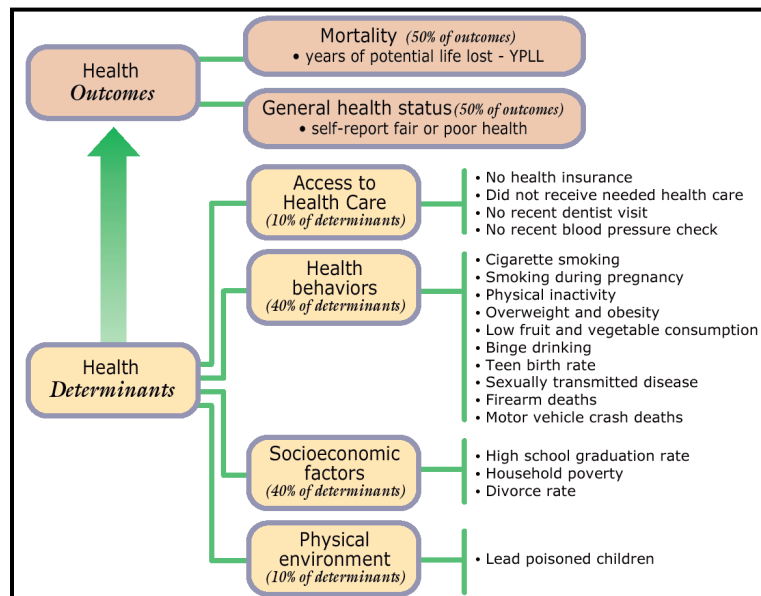 Health
Outcomes
Mortality (50% of outcomes)
• years of potential life lost - YPLL
General health status (50% of outcomes)
• self-report fair or poor health
Health
Determinants
Access to
Health Care
(10% of determinants)
• No health insurance
• Did not receive needed health care
• No recent dentist visit
• No recent blood pressure check
Health
behaviors
(40% of determinants)
• Cigarette smoking
• Smoking during pregnancy
• Physical inactivity
• Overweight and obesity
• Low fruit and vegetable consumption
• Binge drinking
• Teen birth rate
• Sexually transmitted disease
• Firearm deaths
• Motor vehicle crash deaths
Socioeconomic
factors
(40% of determinants)
• High school graduation rate
• Household poverty
• Divorce rate
Physical
environment
(10% of determinants)
• Lead poisoned children